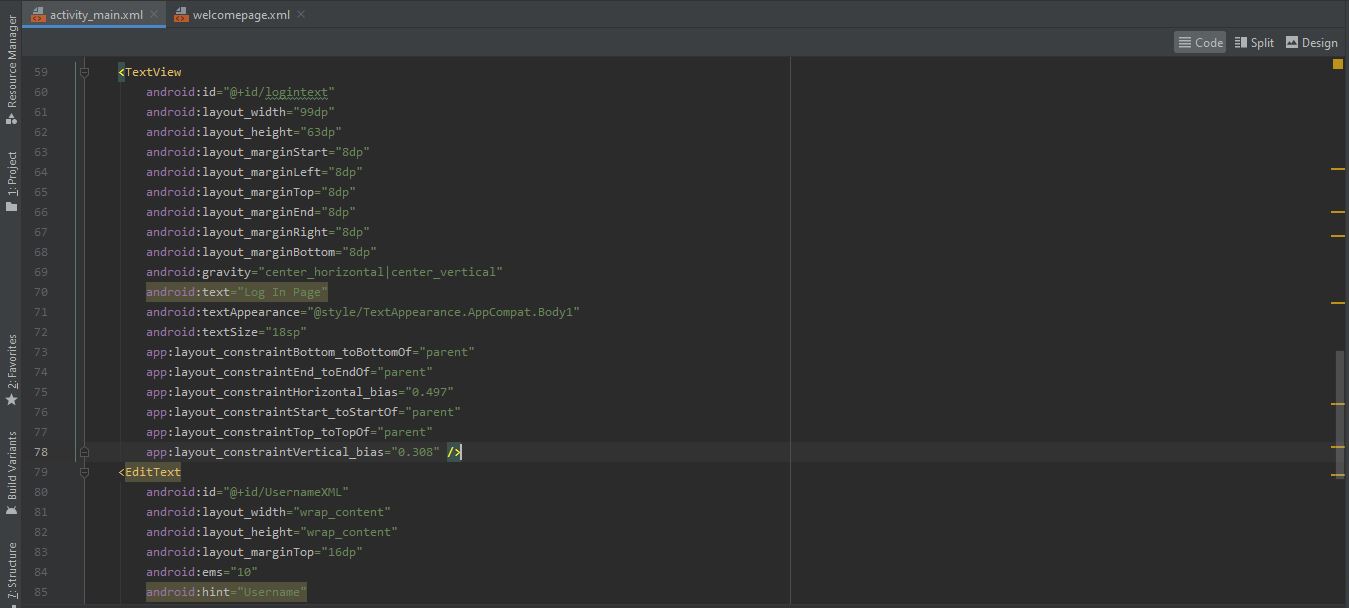 activity_main.xml
welcomepage.xml
Code
Split
Design
Resource Manager
1: Project
2: Favorites
Build Variants
7: Structure
59 <TextView
60 android:id="@+id/logintext"
61 android:layout_width="99dp"
62 android:layout_height="63dp"
63 android:layout_marginStart="8dp"
64 android:layout_marginLeft="8dp"
65 android:layout_marginTop="8dp"
66 android:layout_marginEnd="8dp"
67 android:layout_marginRight="8dp"
68 android:layout_marginBottom="8dp"
69 android:gravity="center_horizontal|center_vertical"
70 android:text="Log In Page"
71 android:textAppearance="@style/TextAppearance.AppCompat.Body1"
72 android:textSize="18sp"
73 app:layout_constraintBottom_toBottomOf="parent"
74 app:layout_constraintEnd_toEndOf="parent"
75 app:layout_constraintHorizontal_bias="0.497"
76 app:layout_constraintStart_toStartOf="parent"
77 app:layout_constraintTop_toTopOf="parent"
78 app:layout_constraintVertical_bias="0.308" />
79 <EditText
80 android:id="@+id/UsernameXML"
81 android:layout_width="wrap_content"
82 android:layout_height="wrap_content"
83 android:layout_marginTop="16dp"
84 android:ems="10"
85 android:hint="Username"